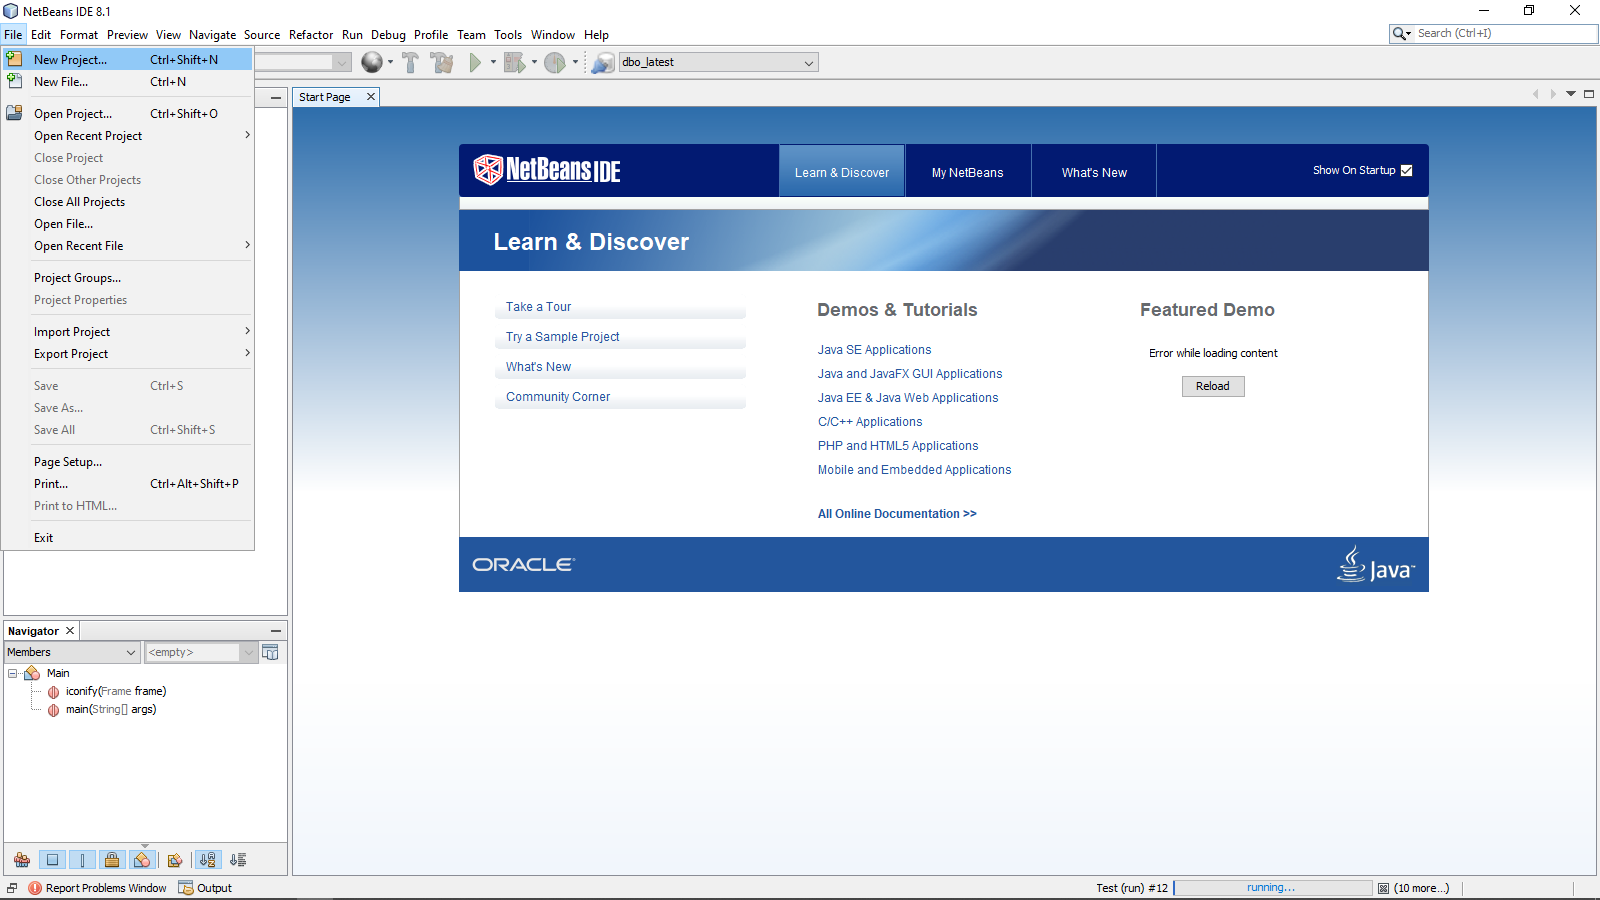 NetBeans IDE 8.1
File Edit Format Preview View Navigate Source Refactor Run Debug Profile Team Tools Window Help
Search (Ctrl+I)
New Project... Ctrl+Shift+N
New File... Ctrl+N
Open Project... Ctrl+Shift+O
Open Recent Project
Close Project
Close Other Projects
Close All Projects
Open File...
Open Recent File
Project Groups...
Project Properties
Import Project
Export Project
Save Ctrl+S
Save As...
Save All Ctrl+Shift+S
Page Setup...
Print... Ctrl+Alt+Shift+P
Print to HTML...
Exit
dbo_latest
Start Page
NetBeans IDE
Learn & Discover
My NetBeans
What's New
Show On Startup
Learn & Discover
Take a Tour
Try a Sample Project
What's New
Community Corner
Demos & Tutorials
Java SE Applications
Java and JavaFX GUI Applications
Java EE & Java Web Applications
C/C++ Applications
PHP and HTML5 Applications
Mobile and Embedded Applications
All Online Documentation >>
Featured Demo
Error while loading content
Reload
ORACLE
Java™
Navigator
Members
<empty>
Main
iconify(Frame frame)
main(String[] args)
Report Problems Window
Output
Test (run) #12
running...
(10 more...)